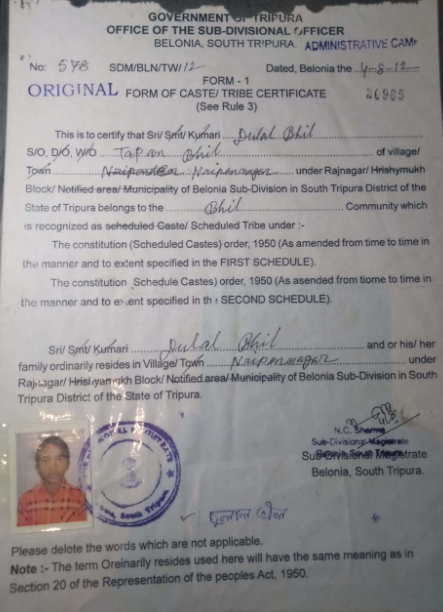 GOVERNMENT OF TRIPURA
OFFICE OF THE SUB-DIVISIONAL OFFICER
BELONIA, SOUTH TRIPURA.
ADMINISTRATIVE CAMP
No: 578 SDM/BLN/TW/12 Dated, Belonia the 4-8-12
FORM - 1
ORIGINAL FORM OF CASTE/ TRIBE CERTIFICATE 20905
(See Rule 3)
This is to certify that Sri/ Smt/ Kumari Dulal Bhil
S/O, D/O, W/O Tapan Bhil of village/
Town Nripannagar under Rajnagar/ Hrishymukh
Block/ Notified area/ Municipality of Belonia Sub-Division in South Tripura District of the
State of Tripura belongs to the Bhil Community which
is recognized as scheduled Caste/ Scheduled Tribe under :-
The constitution (Scheduled Castes) order, 1950 (As amended from time to time in
the manner and to extent specified in the FIRST SCHEDULE).
The constitution Schedule Castes) order, 1950 (As asended from tiome to time in
the manner and to extent specified in the SECOND SCHEDULE).
Sri/ Smt/ Kumari Dulal Bhil and or his/ her
family ordinarily resides in Village/ Town Nripannagar under
Rajnagar/ Hrisiyamukh Block/ Notified area/ Municipality of Belonia Sub-Division in South
Tripura District of the State of Tripura.
N.C. Sharma
Sub-Divisional Magistrate
Sub-Divisional Magistrate
Belonia, South Tripura.
দুলাল ভীল
Please delote the words which are not applicable.
Note :- The term Oreinarily resides used here will have the same meaning as in
Section 20 of the Representation of the peoples Act, 1950.